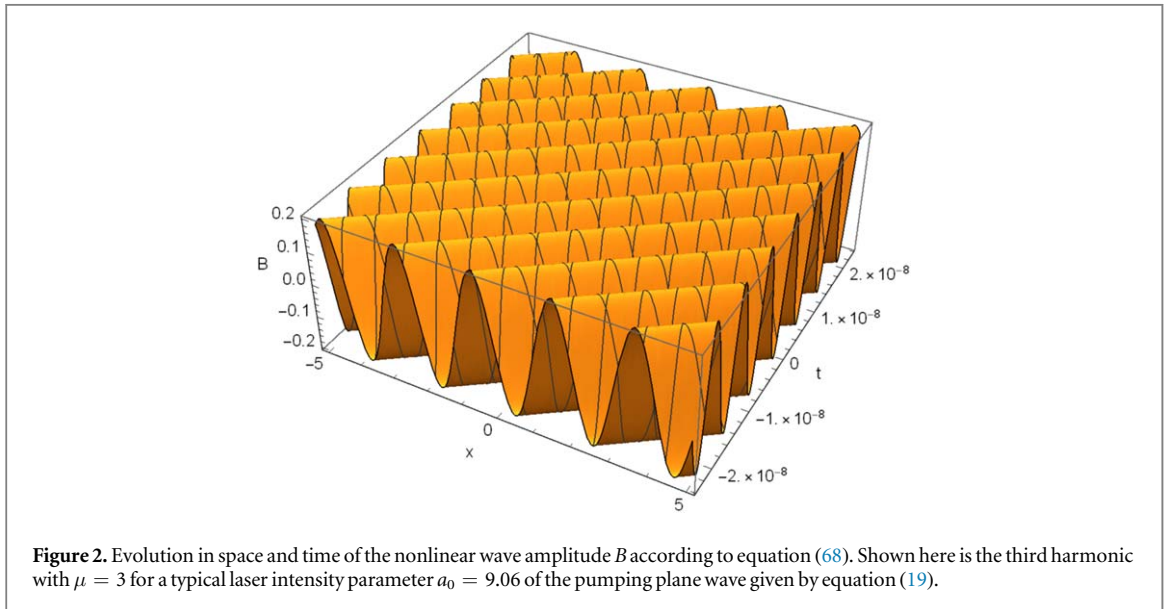 0.2
0.1
B
0.0
−0.1
−0.2
−5
0
x
5
2. × 10⁻⁸
1. × 10⁻⁸
0
t
−1. × 10⁻⁸
−2. × 10⁻⁸
Figure 2. Evolution in space and time of the nonlinear wave amplitude B according to equation (68). Shown here is the third harmonic
with μ = 3 for a typical laser intensity parameter a₀ = 9.06 of the pumping plane wave given by equation (19).